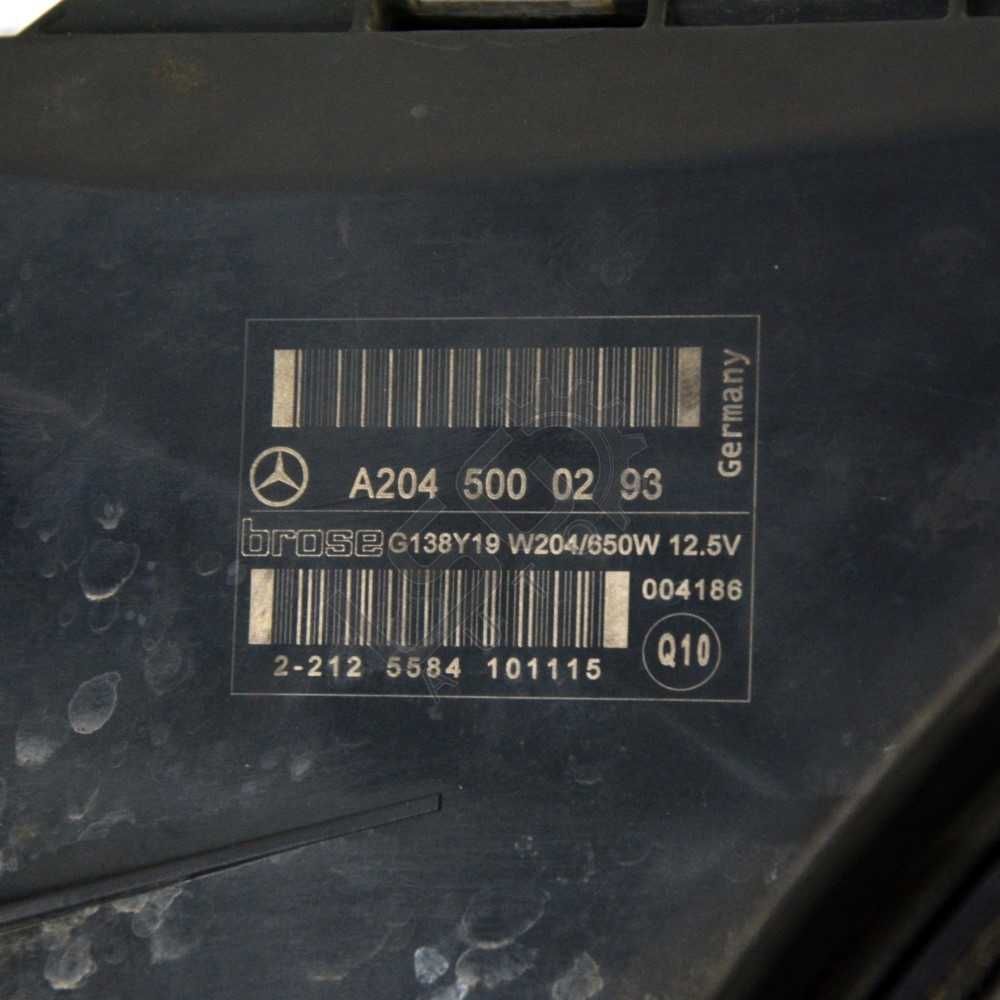 Germany
A204 500 02 93
brose G138Y19 W204/650W 12.5V
004186
Q10
2-212 5584 101115